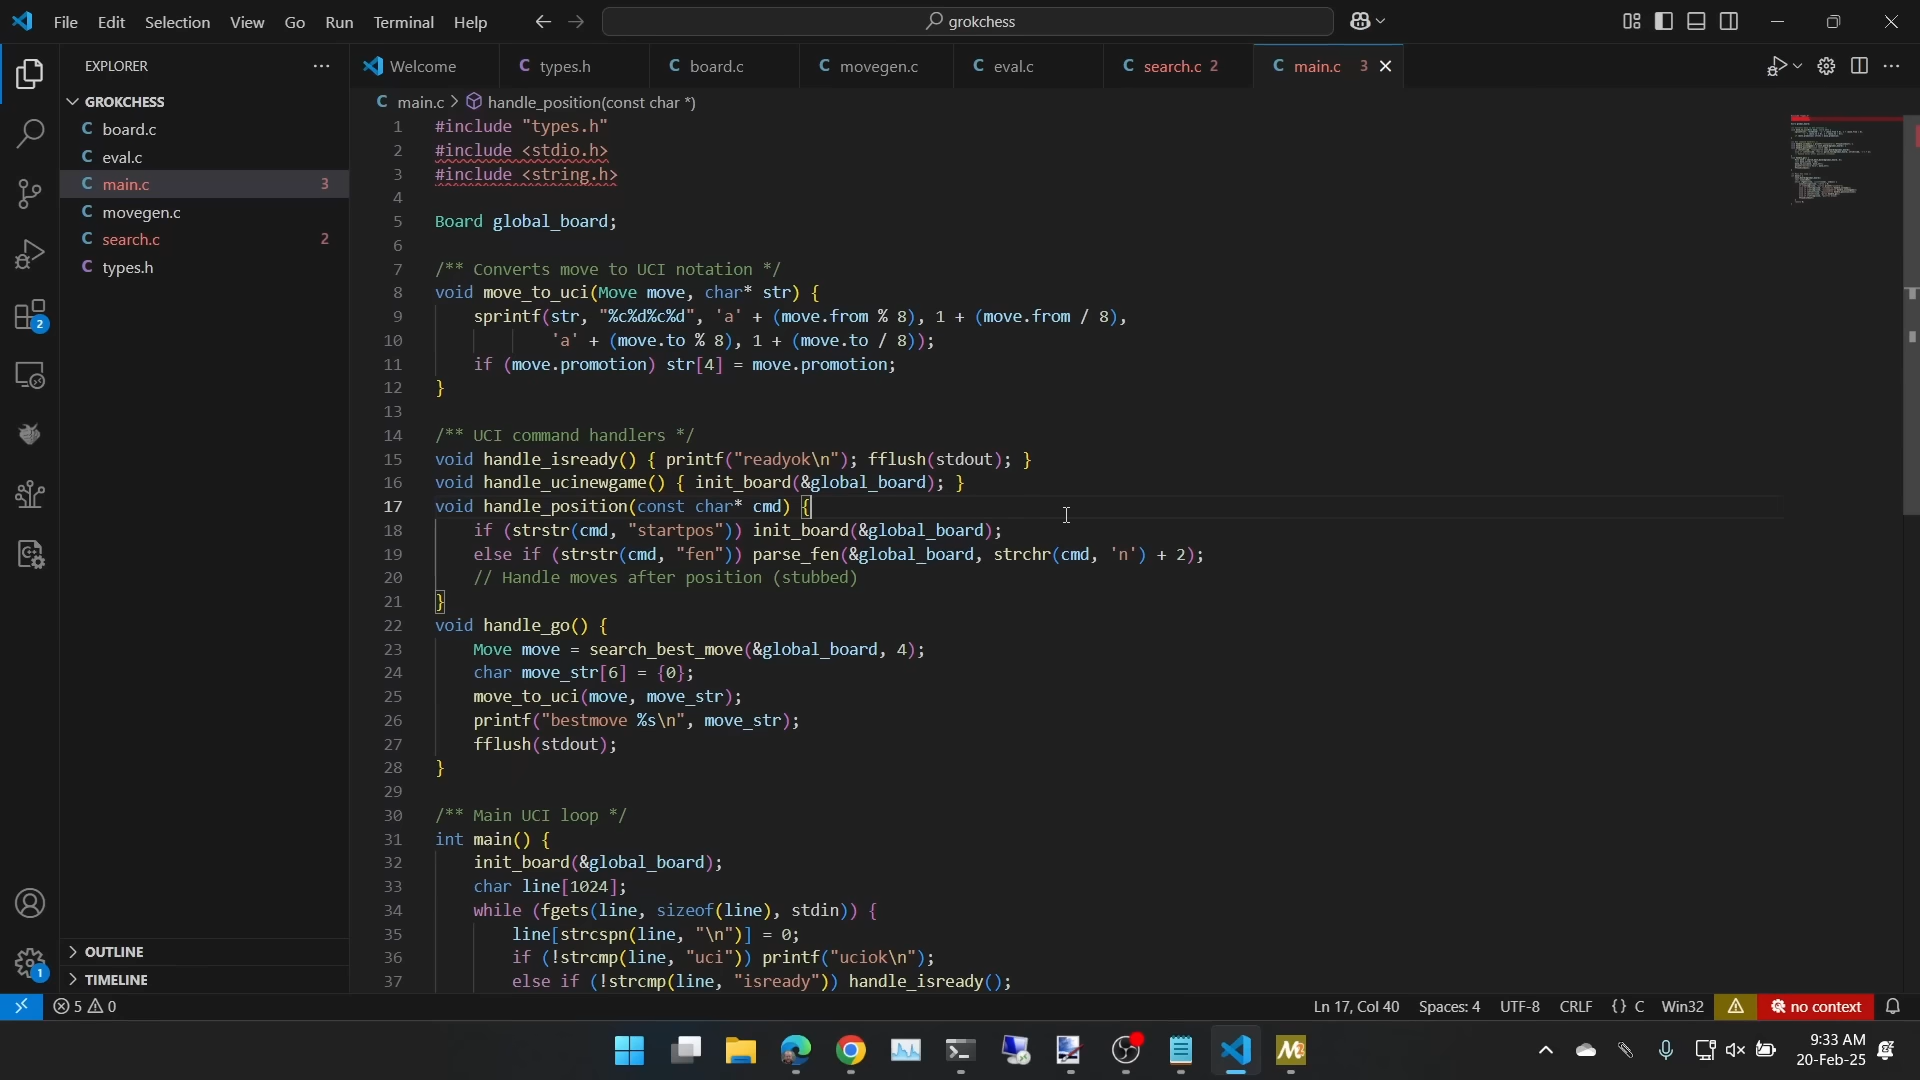 File Edit Selection View Go Run Terminal Help
grokchess
EXPLORER
GROKCHESS
board.c
eval.c
main.c 3
movegen.c
search.c 2
types.h
OUTLINE
TIMELINE
2
1
Welcome
types.h
board.c
movegen.c
eval.c
search.c 2
main.c 3
main.c > handle_position(const char *)
1 #include "types.h"
2 #include <stdio.h>
3 #include <string.h>
4
5 Board global_board;
6
7 /** Converts move to UCI notation */
8 void move_to_uci(Move move, char* str) {
9 sprintf(str, "%c%d%c%d", 'a' + (move.from % 8), 1 + (move.from / 8),
10 'a' + (move.to % 8), 1 + (move.to / 8));
11 if (move.promotion) str[4] = move.promotion;
12 }
13
14 /** UCI command handlers */
15 void handle_isready() { printf("readyok\n"); fflush(stdout); }
16 void handle_ucinewgame() { init_board(&global_board); }
17 void handle_position(const char* cmd) {
18 if (strstr(cmd, "startpos")) init_board(&global_board);
19 else if (strstr(cmd, "fen")) parse_fen(&global_board, strchr(cmd, 'n') + 2);
20 // Handle moves after position (stubbed)
21 }
22 void handle_go() {
23 Move move = search_best_move(&global_board, 4);
24 char move_str[6] = {0};
25 move_to_uci(move, move_str);
26 printf("bestmove %s\n", move_str);
27 fflush(stdout);
28 }
29
30 /** Main UCI loop */
31 int main() {
32 init_board(&global_board);
33 char line[1024];
34 while (fgets(line, sizeof(line), stdin)) {
35 line[strcspn(line, "\n")] = 0;
36 if (!strcmp(line, "uci")) printf("uciok\n");
37 else if (!strcmp(line, "isready")) handle_isready();
5 0
Ln 17, Col 40 Spaces: 4 UTF-8 CRLF {} C Win32 no context
9:33 AM
20-Feb-25